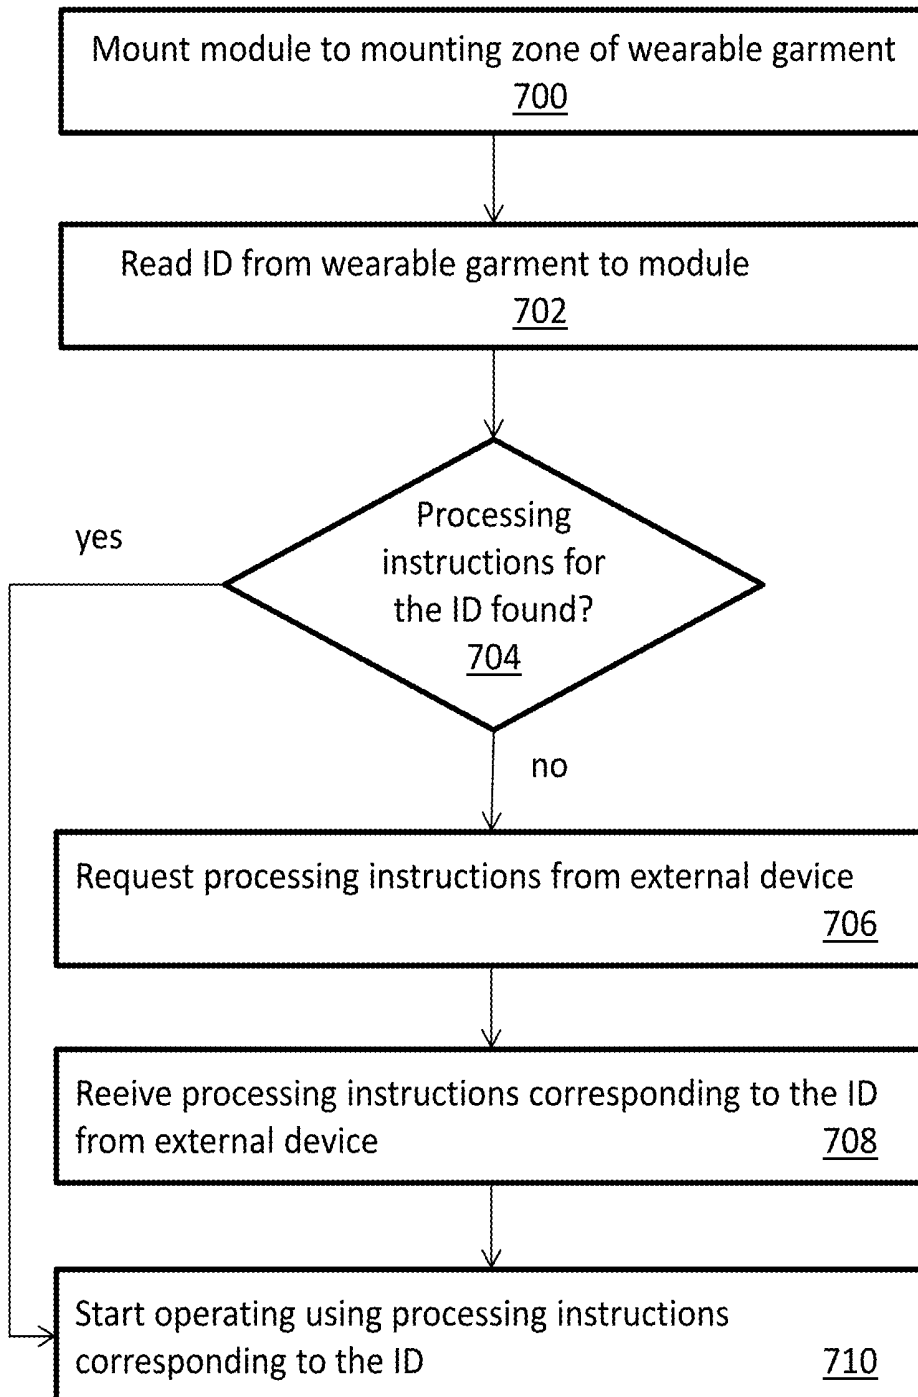 Mount module to mounting zone of wearable garment
700
Read ID from wearable garment to module
702
Processing
instructions for
the ID found?
704
yes
no
Request processing instructions from external device
706
Reeive processing instructions corresponding to the ID
from external device 708
Start operating using processing instructions
corresponding to the ID 710